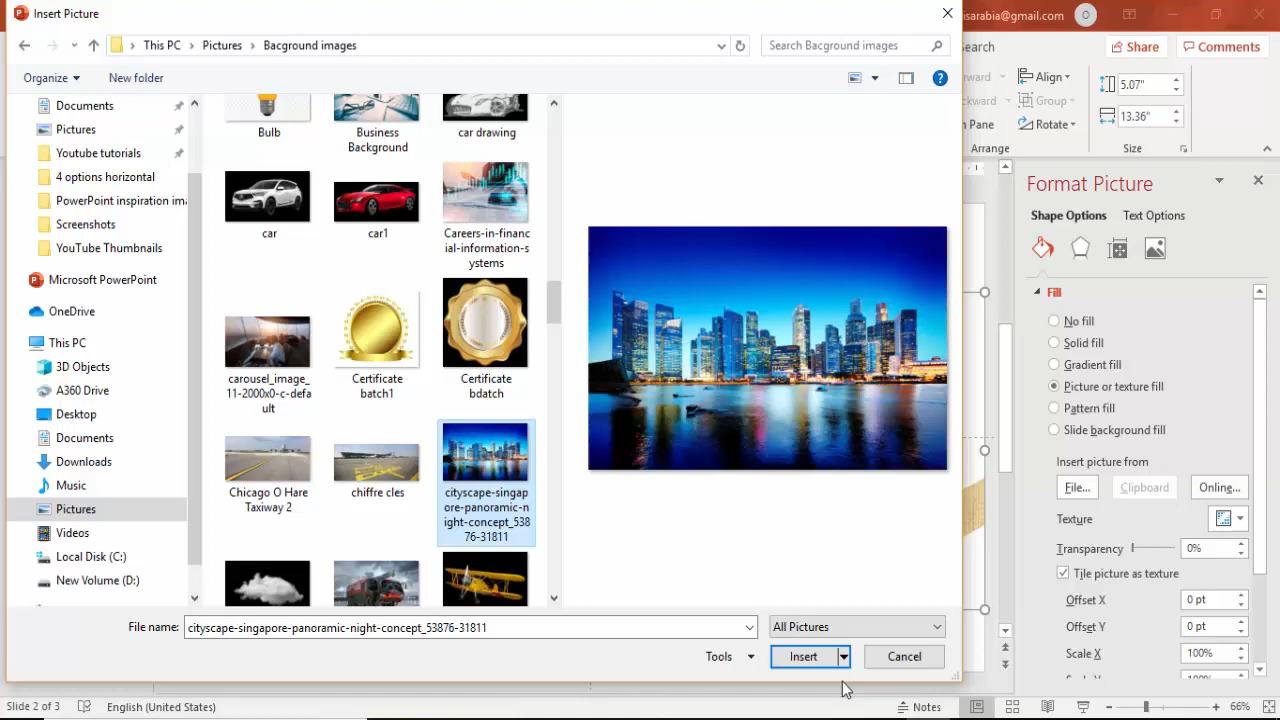 Insert Picture
isarabia@gmail.com
This PC
Pictures
Bacground images
Search Bacground images
earch
Share
Comments
Organize
New folder
Align
5.07"
Group
13.36"
n Pane
Rotate
Arrange
Size
Documents
Pictures
Youtube tutorials
4 options horizontal
PowerPoint inspiration ima
Screenshots
YouTube Thumbnails
Microsoft PowerPoint
OneDrive
This PC
3D Objects
A360 Drive
Desktop
Documents
Downloads
Music
Pictures
Videos
Local Disk (C:)
New Volume (D:)
Bulb
Business
Background
car drawing
car
car1
Careers-in-financ
ial-information-s
ystems
carousel_image_
11-2000x0-c-defa
ult
Certificate
batch1
Certificate
bdatch
Chicago O Hare
Taxiway 2
chiffre cles
cityscape-singap
ore-panoramic-n
ight-concept_538
76-31811
Format Picture
Shape Options
Text Options
Fill
No fill
Solid fill
Gradient fill
Picture or texture fill
Pattern fill
Slide background fill
Insert picture from
File...
Clipboard
Online...
Texture
Transparency
0%
Tile picture as texture
Offset X
0 pt
Offset Y
0 pt
Scale X
100%
File name:
cityscape-singapore-panoramic-night-concept_53876-31811
All Pictures
Tools
Insert
Cancel
Slide 2 of 3
English (United States)
Notes
66%